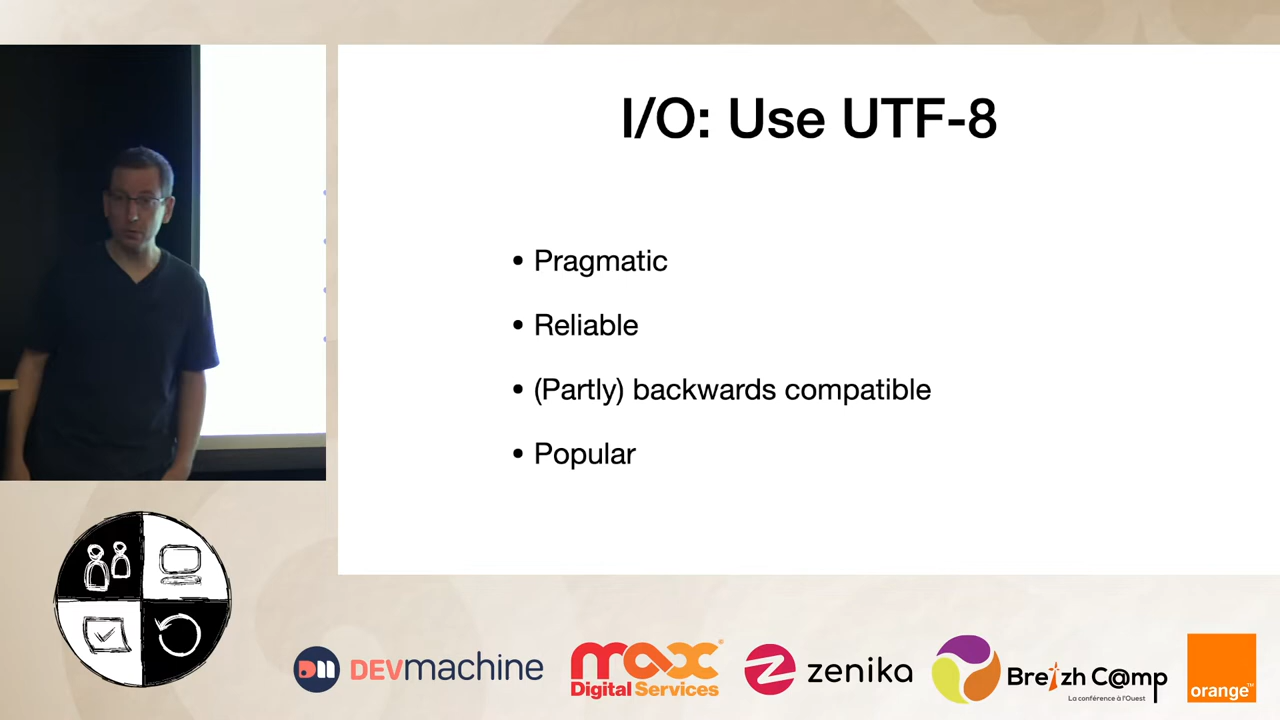 I/O: Use UTF-8
• Pragmatic
• Reliable
• (Partly) backwards compatible
• Popular
DEVmachine
max
Digital Services
zenika
Breizh C@mp
La conférence à l'Ouest
orange™